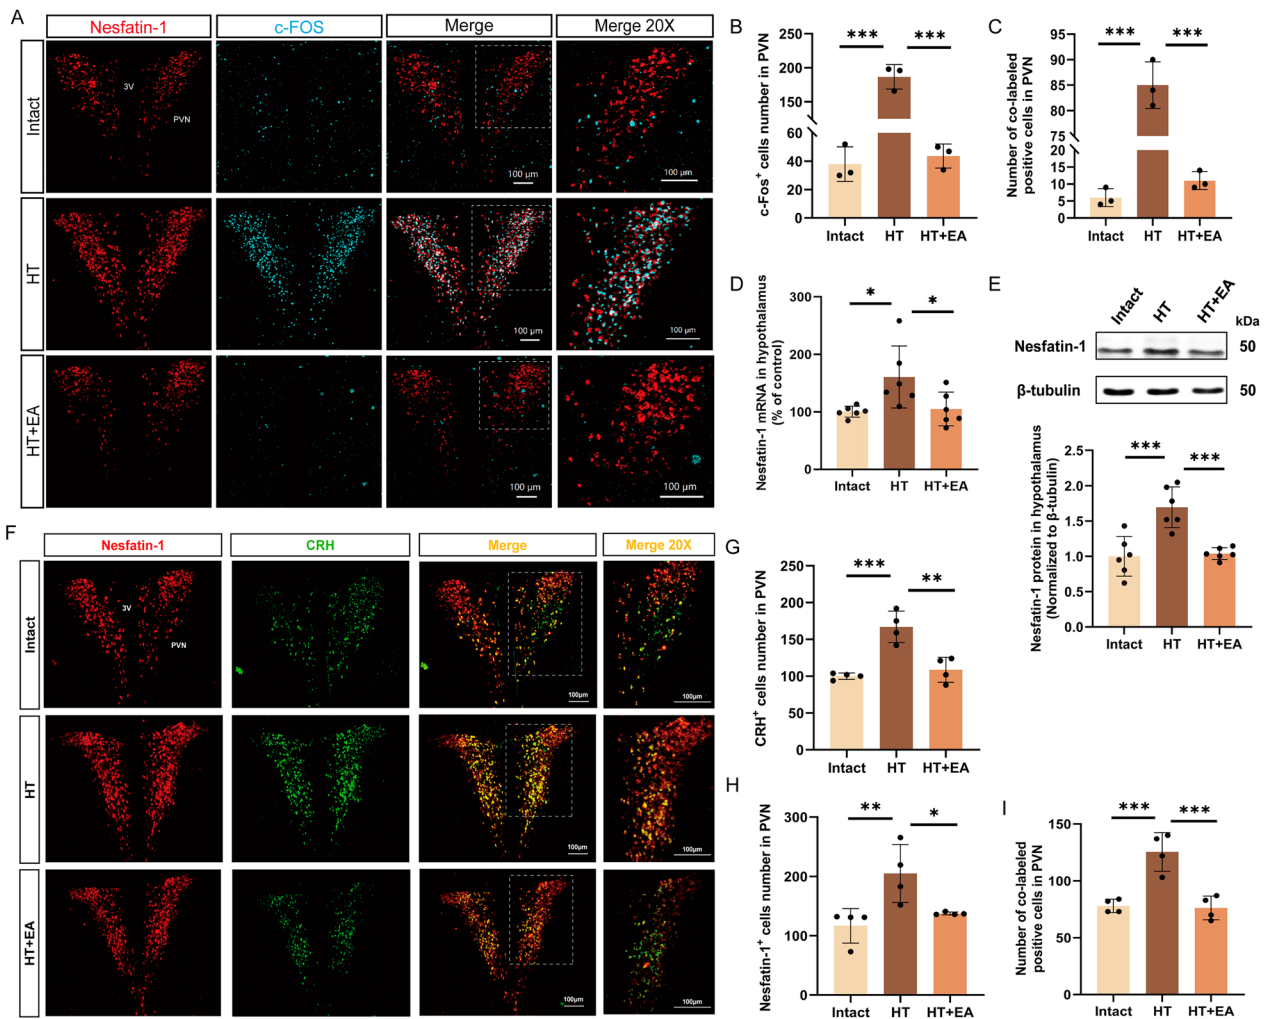 A
Nesfatin-1 c-FOS Merge Merge 20X
Intact
3V
PVN
100 μm
100 μm
HT
100 μm
100 μm
HT+EA
100 μm
100 μm
B
c-Fos+ cells number in PVN
250
200
150
60
40
20
0
*** ***
Intact HT HT+EA
C
Number of co-labeled
positive cells in PVN
95
90
85
80
75
20
15
10
5
0
*** ***
Intact HT HT+EA
D
Nesfatin-1 mRNA in hypothalamus
(% of control)
300
200
100
0
* *
Intact HT HT+EA
E
Intact HT HT+EA
kDa
Nesfatin-1 50
β-tubulin 50
Nesfatin-1 protein in hypothalamus
(Normalized to β-tubulin)
2.5
2.0
1.5
1.0
0.5
0.0
*** ***
Intact HT HT+EA
F
Nesfatin-1 CRH Merge Merge 20X
Intact
3V
PVN
100μm
100μm
HT
100μm
100μm
HT+EA
100μm
100μm
G
CRH+ cells number in PVN
250
200
150
100
50
0
*** **
Intact HT HT+EA
H
Nesfatin-1+ cells number in PVN
300
200
100
0
** *
Intact HT HT+EA
I
Number of co-labeled
positive cells in PVN
150
100
50
0
*** ***
Intact HT HT+EA